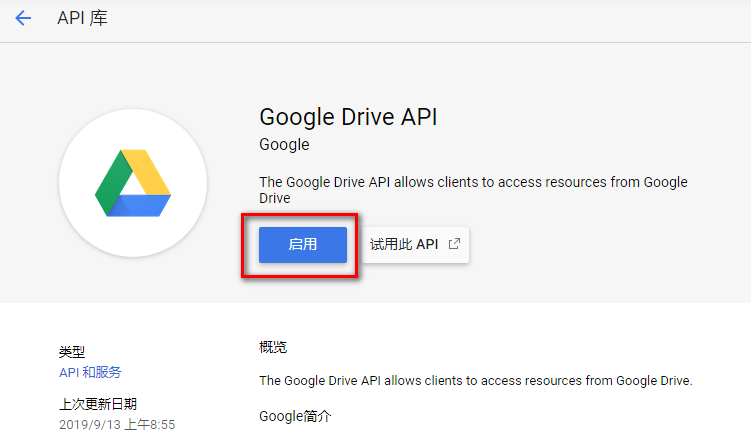 API 库
Google Drive API
Google
The Google Drive API allows clients to access resources from Google
Drive
启用
试用此 API
类型
API 和服务
上次更新日期
2019/9/13 上午8:55
概览
The Google Drive API allows clients to access resources from Google Drive.
Google简介